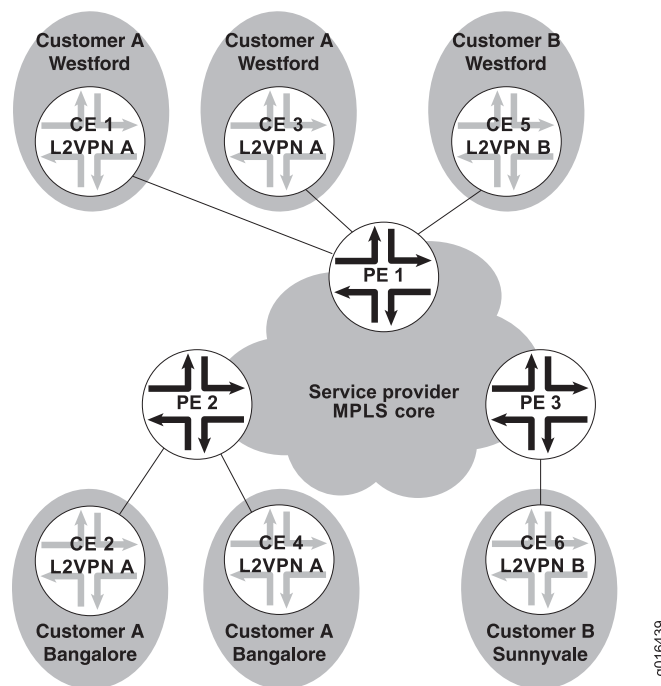 Customer A
Westford
CE 1
L2VPN A
Customer A
Westford
CE 3
L2VPN A
Customer B
Westford
CE 5
L2VPN B
PE 1
Service provider
MPLS core
PE 2
PE 3
CE 2
L2VPN A
Customer A
Bangalore
CE 4
L2VPN A
Customer A
Bangalore
CE 6
L2VPN B
Customer B
Sunnyvale
g016439